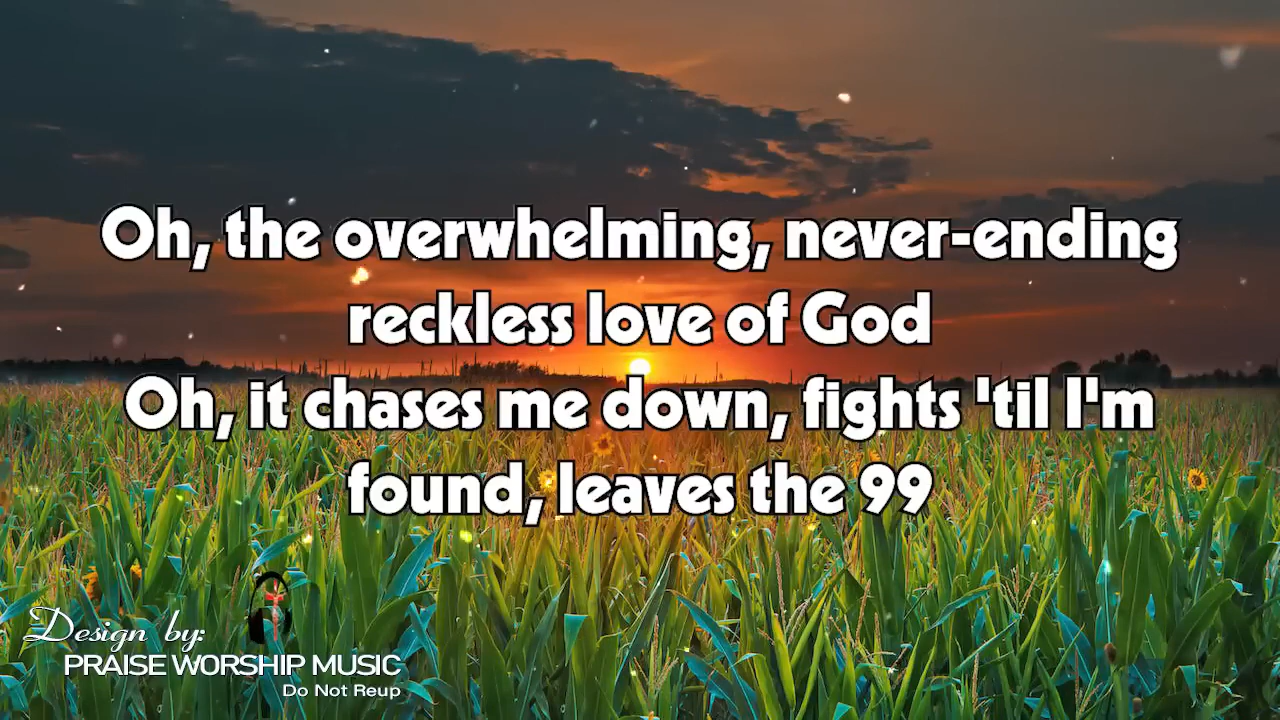 Oh, the overwhelming, never-ending
reckless love of God
Oh, it chases me down, fights 'til I'm
found, leaves the 99
Design by:
PRAISE WORSHIP MUSIC
Do Not Reup